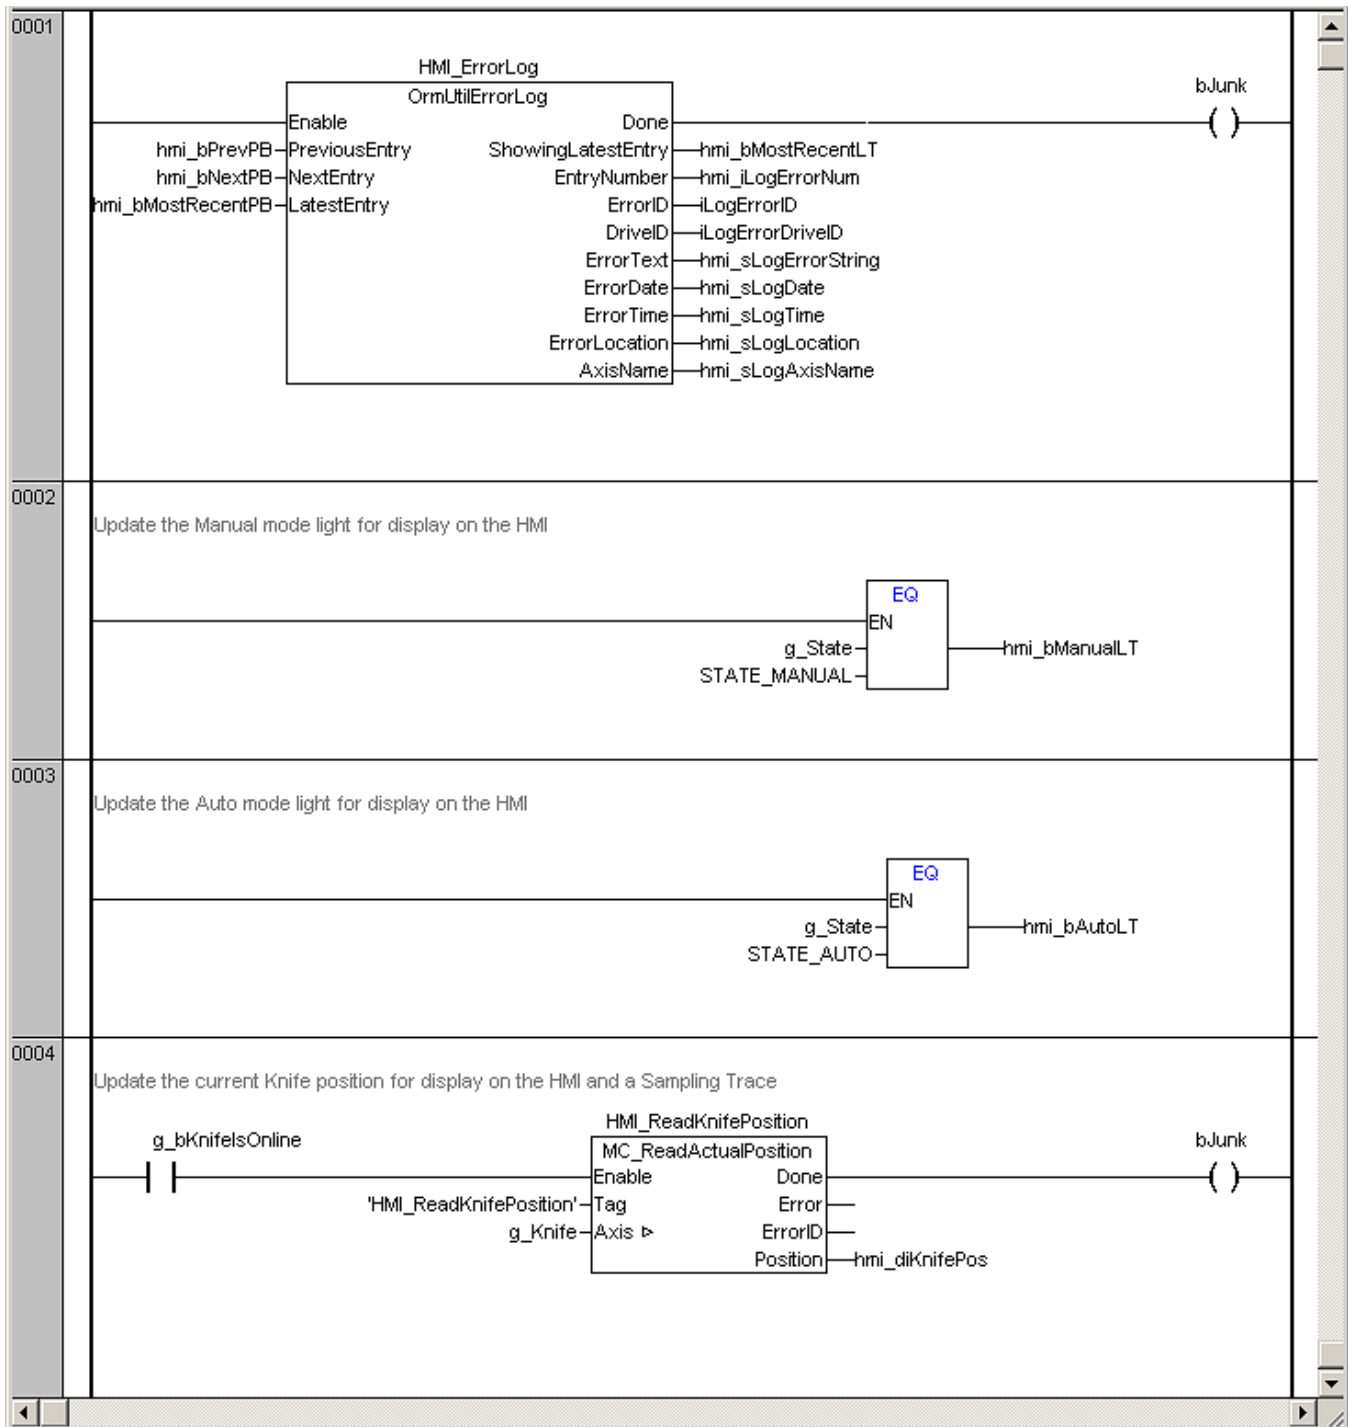 0001
HMI_ErrorLog
OrmUtilErrorLog
bJunk
Enable Done
hmi_bPrevPB PreviousEntry ShowingLatestEntry hmi_bMostRecentLT
hmi_bNextPB NextEntry EntryNumber hmi_iLogErrorNum
hmi_bMostRecentPB LatestEntry ErrorID iLogErrorID
DriveID iLogErrorDriveID
ErrorText hmi_sLogErrorString
ErrorDate hmi_sLogDate
ErrorTime hmi_sLogTime
ErrorLocation hmi_sLogLocation
AxisName hmi_sLogAxisName
0002
Update the Manual mode light for display on the HMI
EQ
EN
g_State hmi_bManualLT
STATE_MANUAL
0003
Update the Auto mode light for display on the HMI
EQ
EN
g_State hmi_bAutoLT
STATE_AUTO
0004
Update the current Knife position for display on the HMI and a Sampling Trace
HMI_ReadKnifePosition
g_bKnifeIsOnline bJunk
MC_ReadActualPosition
Enable Done
'HMI_ReadKnifePosition' Tag Error
g_Knife Axis ErrorID
Position hmi_diKnifePos